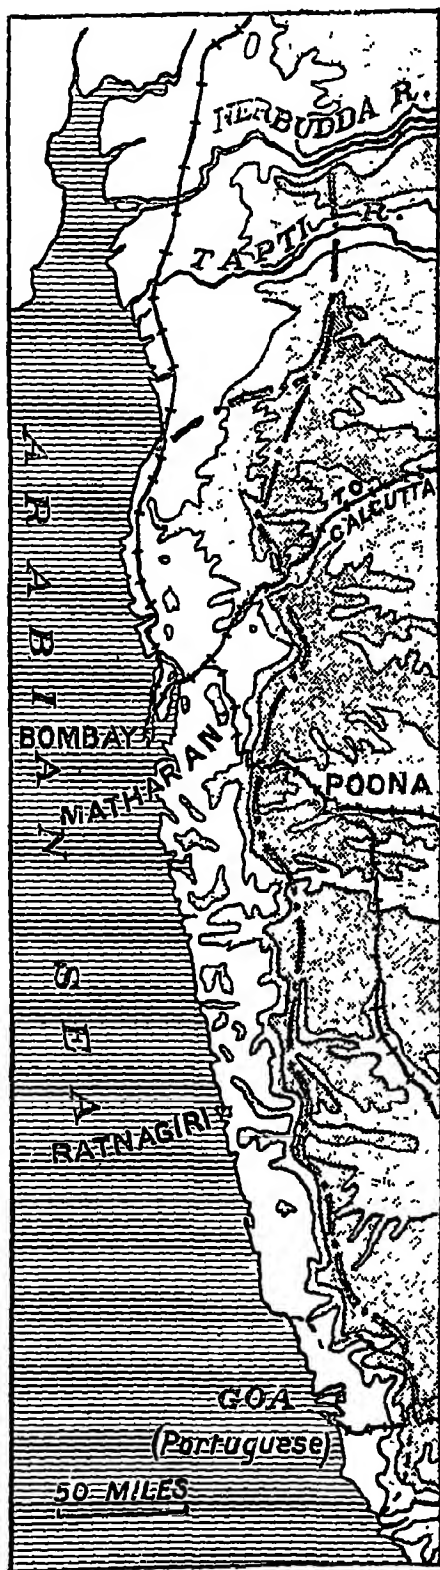 NERBUDDA R.
TAPTI R.
TO
CALCUTTA
ARABIAN SEA
BOMBAY
MATHARAN
POONA
RATNAGIRI
GOA
(Portuguese)
50 MILES